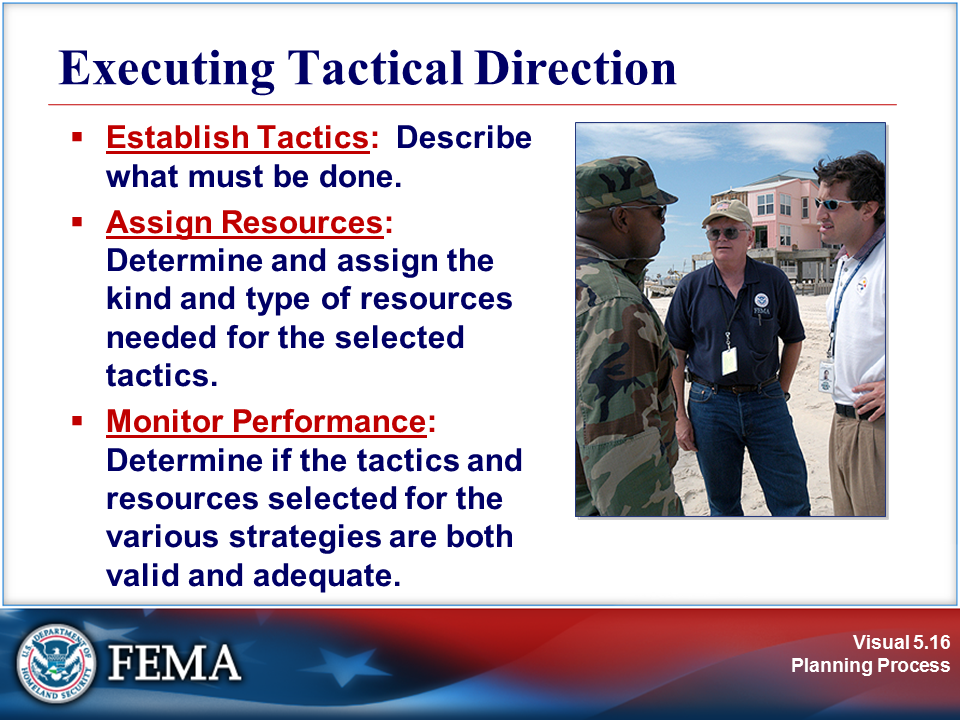 Executing Tactical Direction
▪ Establish Tactics: Describe
what must be done.
▪ Assign Resources:
Determine and assign the
kind and type of resources
needed for the selected
tactics.
▪ Monitor Performance:
Determine if the tactics and
resources selected for the
various strategies are both
valid and adequate.
FEMA
U.S. DEPARTMENT OF
HOMELAND SECURITY
FEMA
Visual 5.16
Planning Process